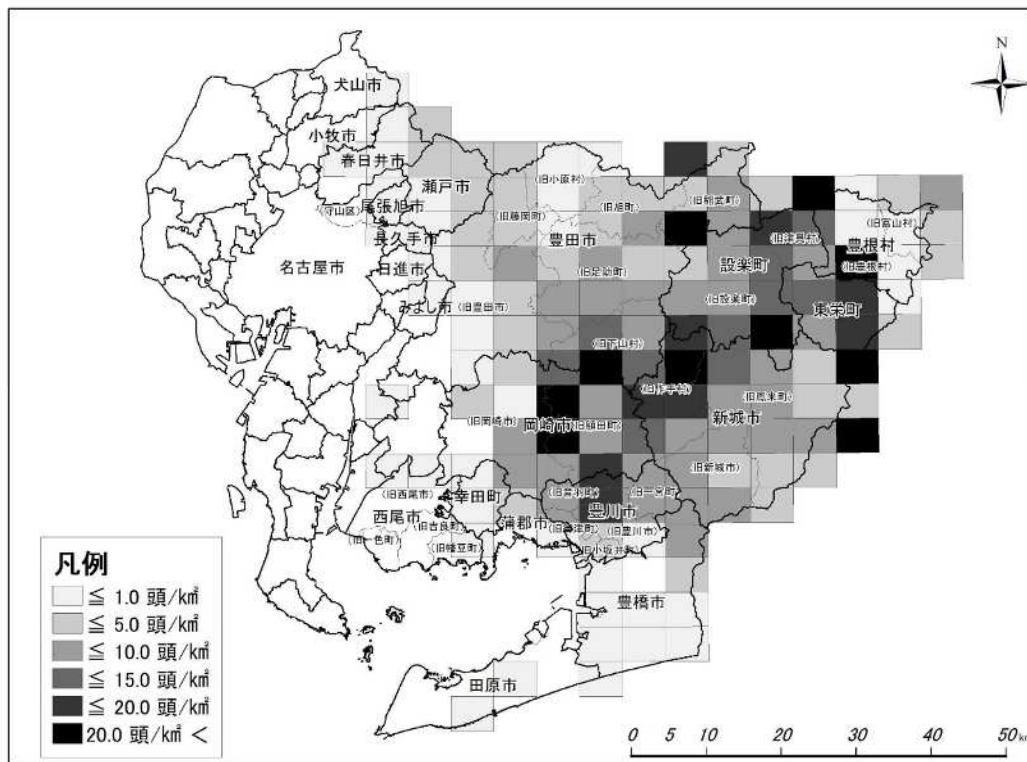 N
犬山市
小牧市
春日井市
瀬戸市
(旧小原村)
(守山区)
尾張旭市
(旧藤岡町)
(旧旭町)
(旧稲武町)
(旧富山村)
長久手市
豊田市
(旧津具村)
豊根村
名古屋市
日進市
(旧足助町)
設楽町
(旧豊根村)
みよし市
(旧豊田市)
(旧設楽町)
東栄町
(旧下山村)
(旧作手村)
(旧鳳来町)
(旧岡崎市)
岡崎市
(旧額田町)
新城市
(旧新城市)
(旧西尾市)
幸田町
(旧音羽町)
(旧一宮町)
西尾市
(旧吉良町)
蒲郡市
豊川市
(旧御津町)
(旧豊川市)
(旧一色町)
(旧幡豆町)
(旧小坂井町)
豊橋市
田原市
凡例
≦ 1.0 頭/k㎡
≦ 5.0 頭/k㎡
≦ 10.0 頭/k㎡
≦ 15.0 頭/k㎡
≦ 20.0 頭/k㎡
20.0 頭/k㎡ <
0 5 10 20 30 40 50 km